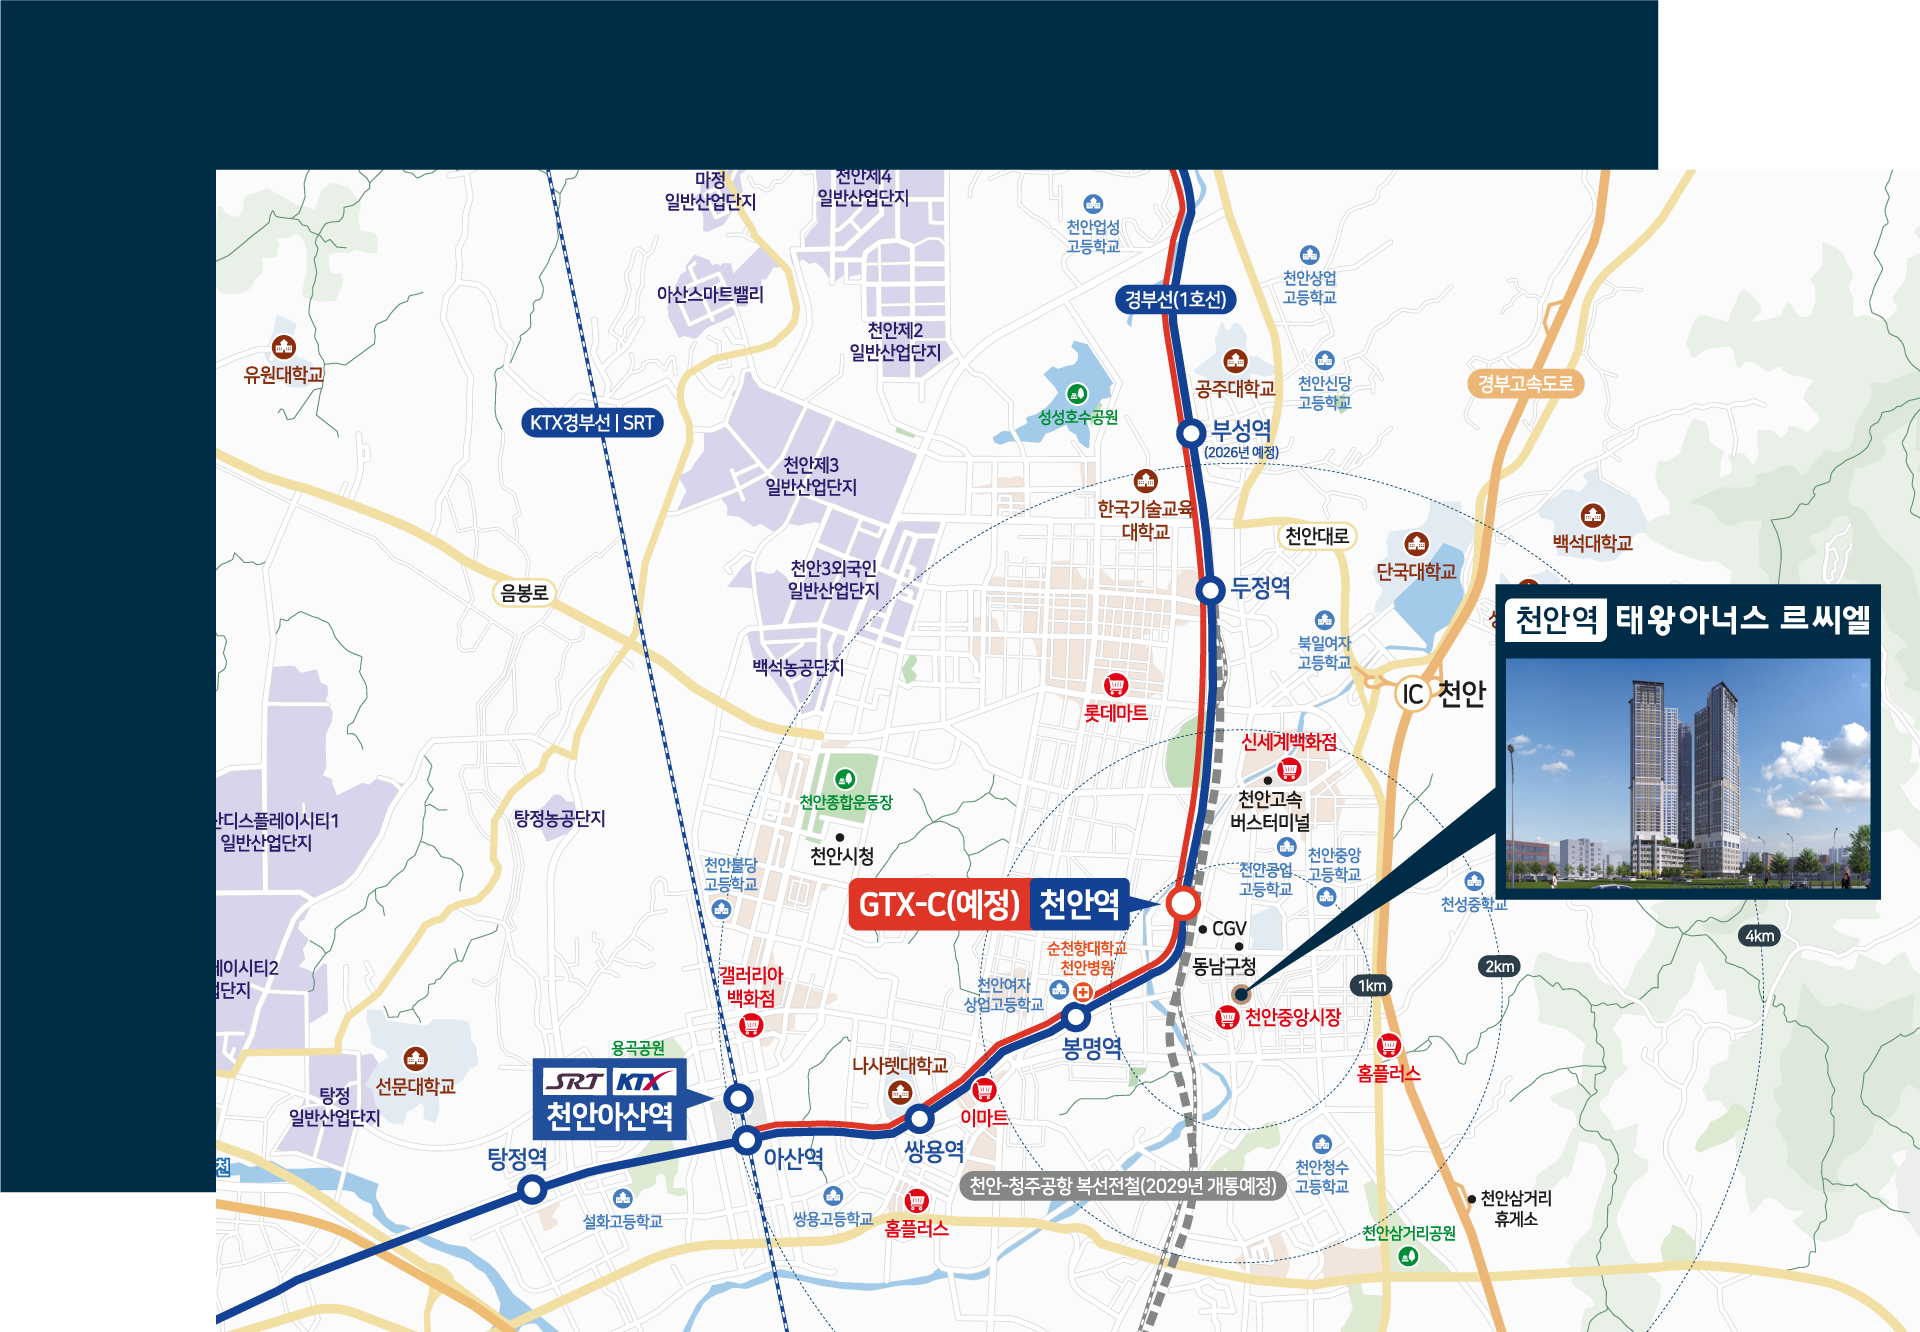 마정
일반산업단지
천안제4
일반산업단지
천안업성
고등학교
천안상업
고등학교
아산스마트밸리
경부선(1호선)
천안제2
일반산업단지
유원대학교
공주대학교
천안신당
고등학교
경부고속도로
성성호수공원
KTX경부선 | SRT
부성역
(2026년 예정)
천안제3
일반산업단지
한국기술교육
대학교
천안대로
백석대학교
단국대학교
천안3외국인
일반산업단지
음봉로
두정역
천안역 태왕아너스 르씨엘
북일여자
고등학교
백석농공단지
IC 천안
롯데마트
신세계백화점
천안종합운동장
천안고속
버스터미널
디스플레이시티1
일반산업단지
탕정농공단지
천안시청
천안불당
고등학교
천안공업
고등학교
천안중앙
고등학교
천성중학교
GTX-C(예정) 천안역
CGV
4km
순천향대학교
천안병원
동남구청
2km
레이시티2
단지
갤러리아
백화점
천안여자
상업고등학교
1km
천안중앙시장
봉명역
용곡공원
나사렛대학교
홈플러스
선문대학교
SRT KTX
천안아산역
탕정
일반산업단지
이마트
쌍용역
아산역
탕정역
천
천안-청주공항 복선전철(2029년 개통예정)
천안청수
고등학교
천안삼거리
휴게소
설화고등학교
쌍용고등학교
홈플러스
천안삼거리공원